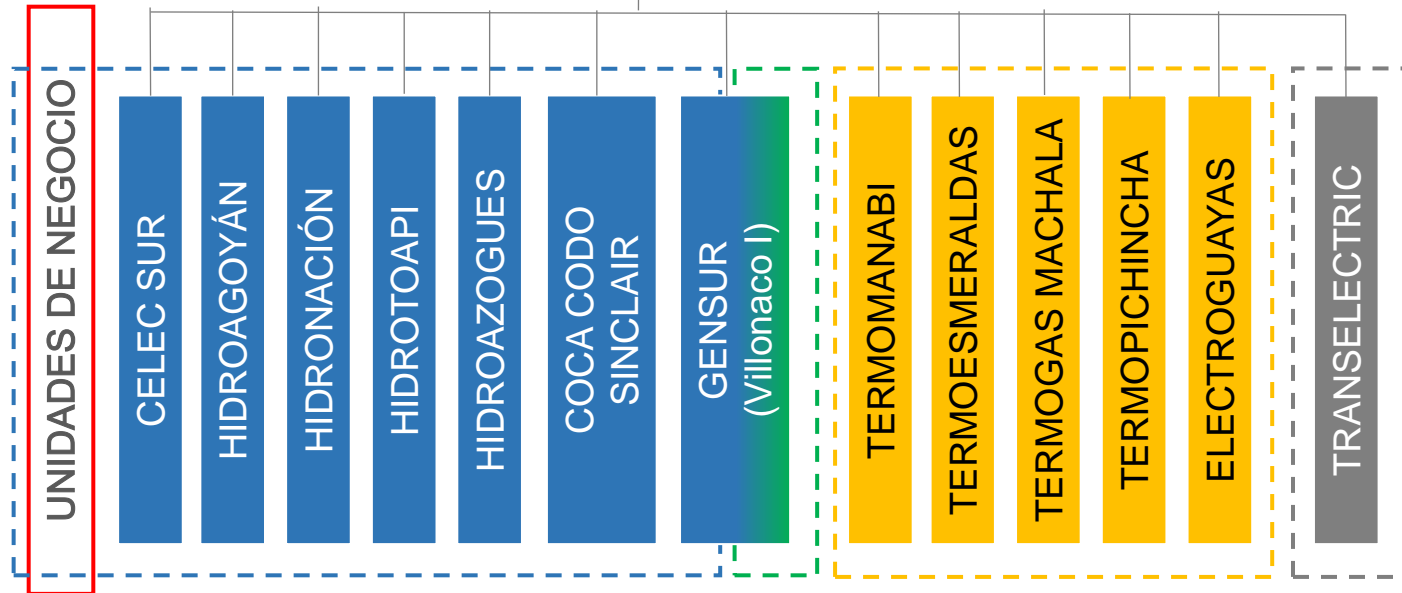 UNIDADES DE NEGOCIO
CELEC SUR
HIDROAGOYÁN
HIDRONACIÓN
HIDROTOAPI
HIDROAZOGUES
COCA CODO
SINCLAIR
GENSUR
(Villonaco I)
TERMOMANABI
TERMOESMERALDAS
TERMOGAS MACHALA
TERMOPICHINCHA
ELECTROGUAYAS
TRANSELECTRIC